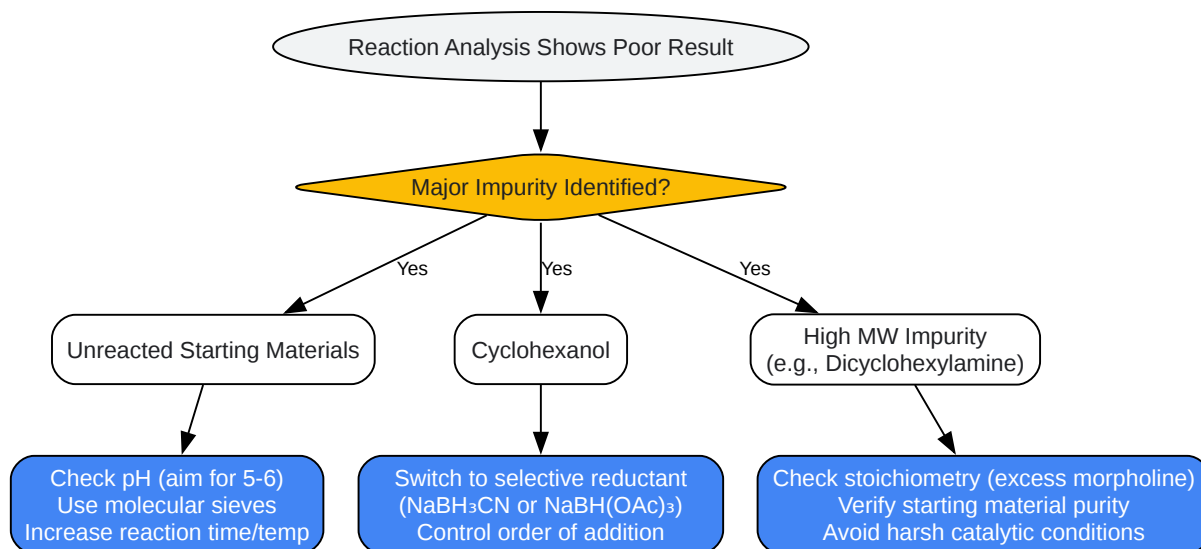 Reaction Analysis Shows Poor Result
Major Impurity Identified?
Yes
Yes
Yes
Unreacted Starting Materials
Cyclohexanol
High MW Impurity
(e.g., Dicyclohexylamine)
Check pH (aim for 5-6)
Use molecular sieves
Increase reaction time/temp
Switch to selective reductant
(NaBH₃CN or NaBH(OAc)₃)
Control order of addition
Check stoichiometry (excess morpholine)
Verify starting material purity
Avoid harsh catalytic conditions